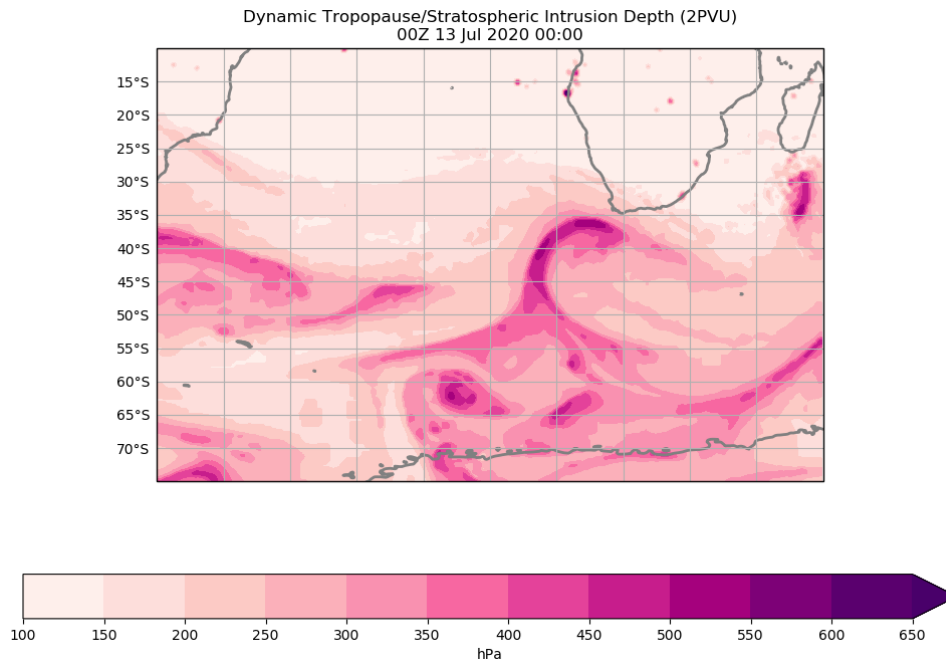 Dynamic Tropopause/Stratospheric Intrusion Depth (2PVU)
00Z 13 Jul 2020 00:00
15°S
20°S
25°S
30°S
35°S
40°S
45°S
50°S
55°S
60°S
65°S
70°S
100 150 200 250 300 350 400 450 500 550 600 650
hPa